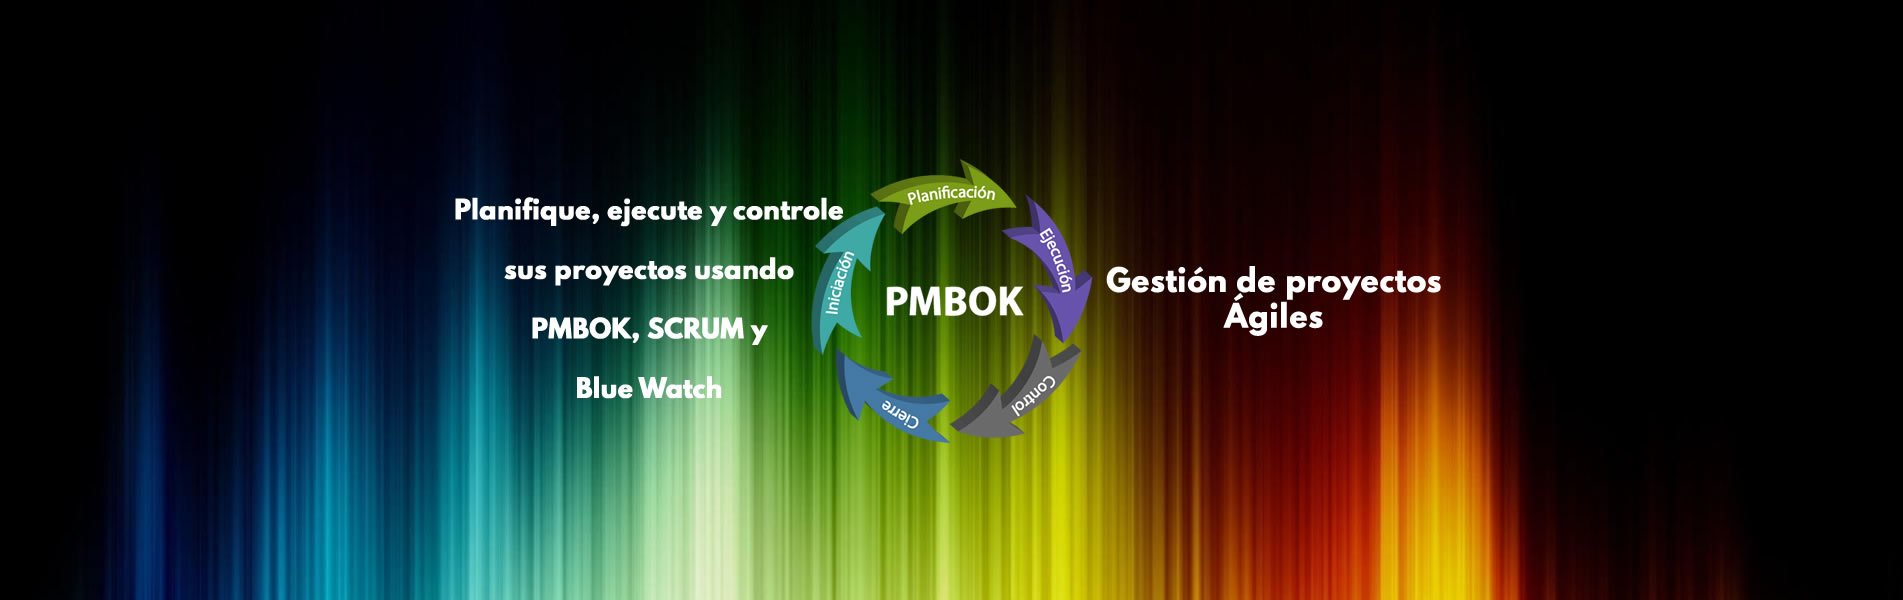 Planifique, ejecute y controle
sus proyectos usando
PMBOK, SCRUM y
Blue Watch
Planificación
Ejecución
Control
Cierre
Iniciación
PMBOK
Gestión de proyectos
Ágiles